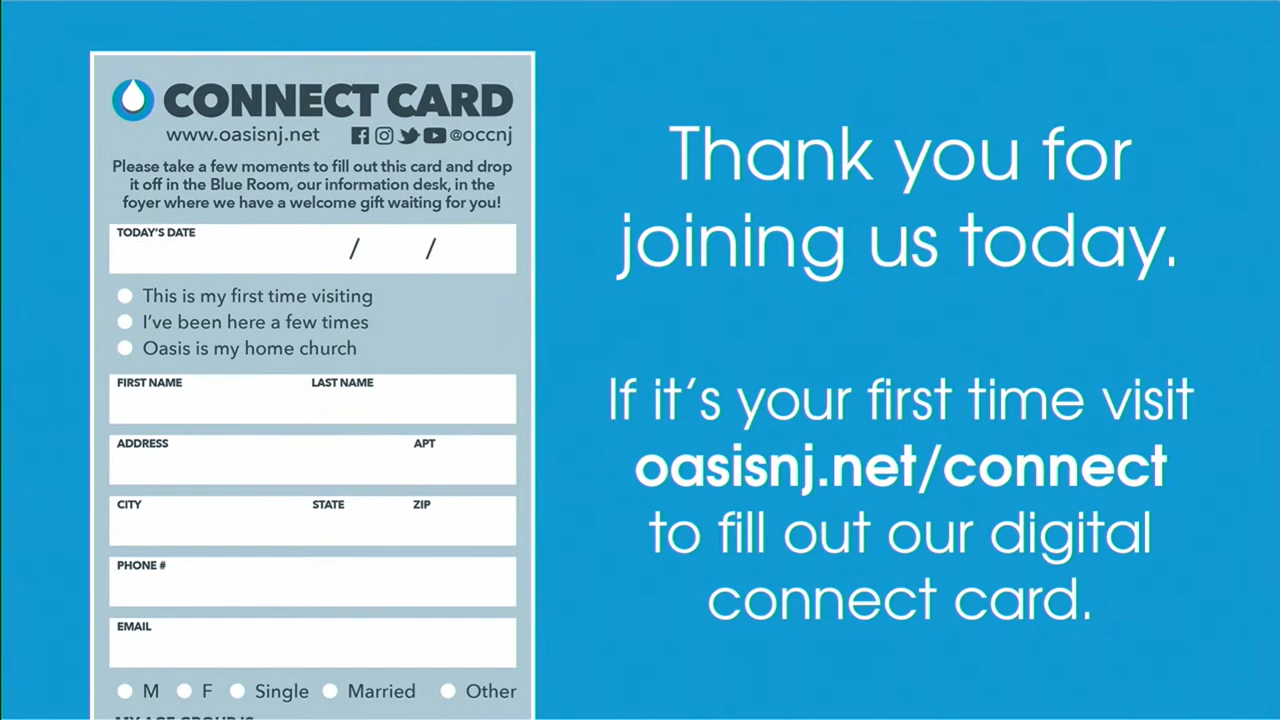 CONNECT CARD
www.oasisnj.net @occnj
Please take a few moments to fill out this card and drop
it off in the Blue Room, our information desk, in the
foyer where we have a welcome gift waiting for you!
TODAY'S DATE / /
This is my first time visiting
I've been here a few times
Oasis is my home church
FIRST NAME LAST NAME
ADDRESS APT
CITY STATE ZIP
PHONE #
EMAIL
M F Single Married Other
MY AGE GROUP IS
Thank you for
joining us today.
If it's your first time visit
oasisnj.net/connect
to fill out our digital
connect card.